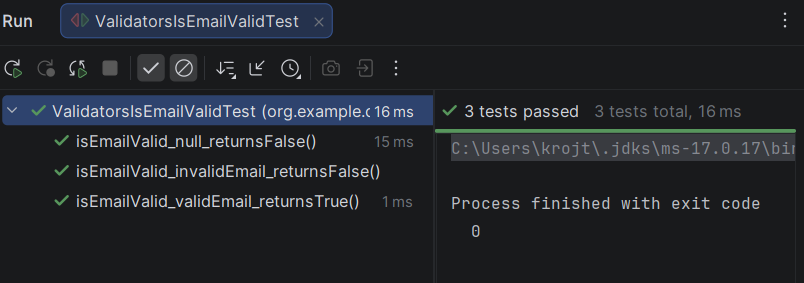 Run
ValidatorsIsEmailValidTest
ValidatorsIsEmailValidTest (org.example.c 16 ms
isEmailValid_null_returnsFalse() 15 ms
isEmailValid_invalidEmail_returnsFalse()
isEmailValid_validEmail_returnsTrue() 1 ms
3 tests passed 3 tests total, 16 ms
C:\Users\krojt\.jdks\ms-17.0.17\bin
Process finished with exit code
0